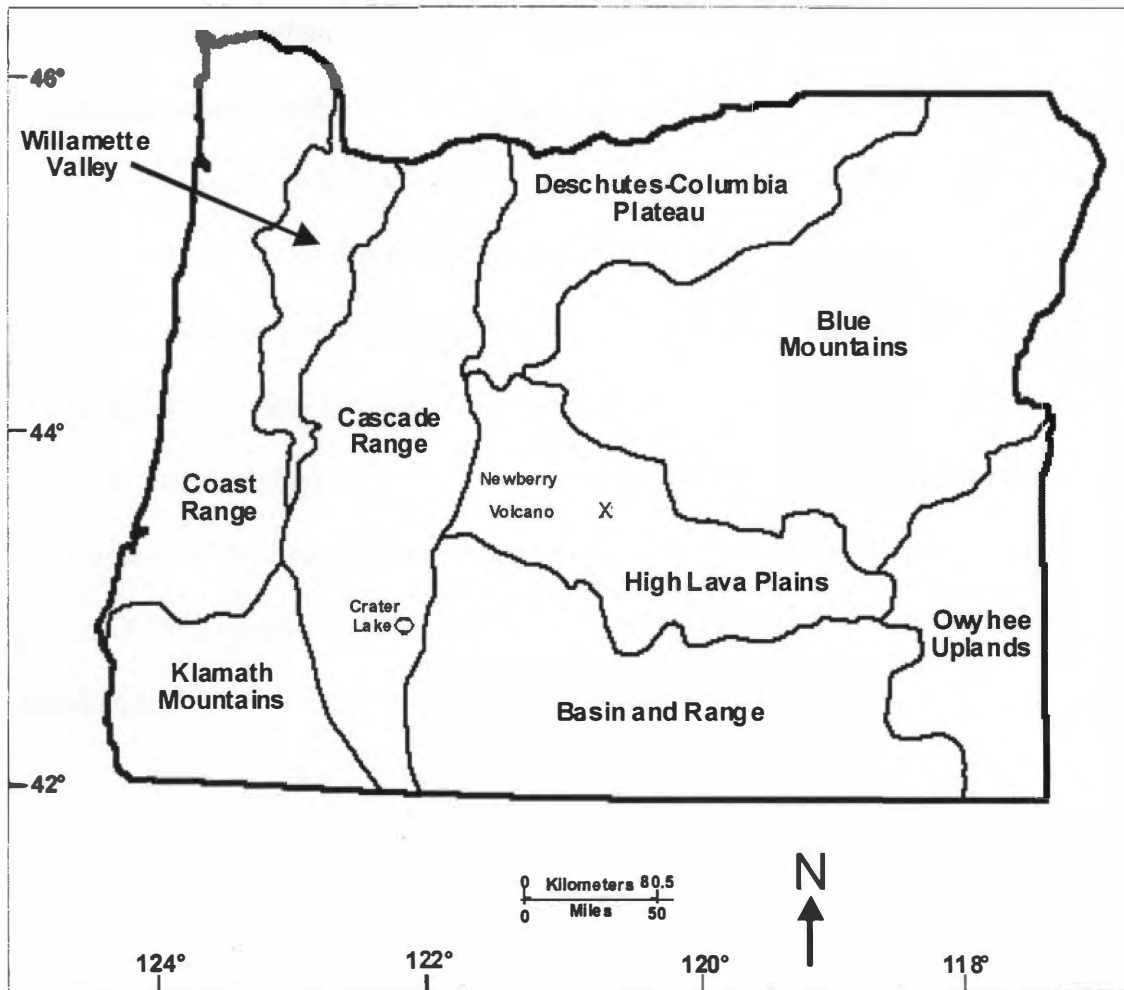 46°
Willamette
Valley
Deschutes-Columbia
Plateau
Blue
Mountains
Cascade
Range
44°
Coast
Range
Newberry
Volcano X
High Lava Plains
Crater
Lake
Owyhee
Uplands
Klamath
Mountains
Basin and Range
42°
0 Kilometers 80.5
0 Miles 50
N
124° 122° 120° 118°